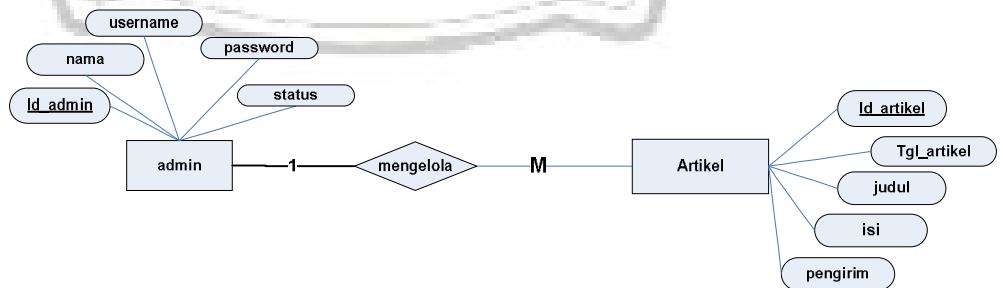 username
password
nama
status
Id_admin
admin
1
mengelola
M
Artikel
Id_artikel
Tgl_artikel
judul
isi
pengirim